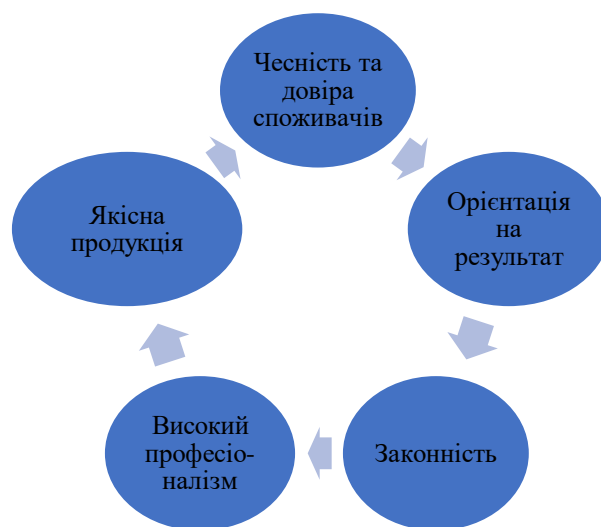 Чесність та
довіра
споживачів
Орієнтація
на
результат
Законність
Високий
професіо-
налізм
Якісна
продукція